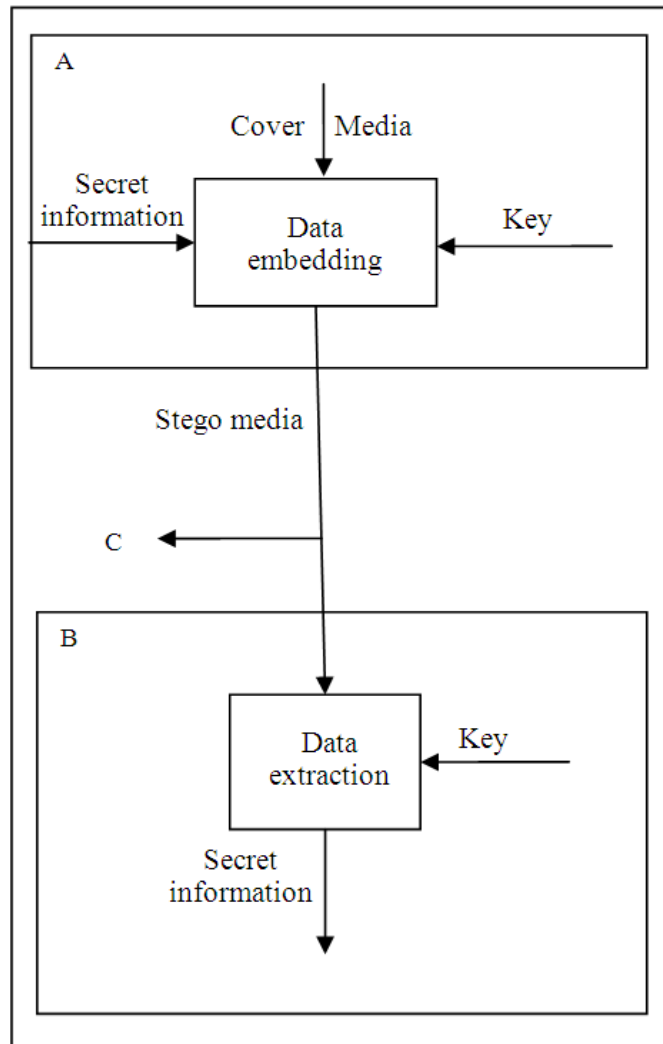 A
Cover Media
Secret
information
Data
embedding
Key
Stego media
C
B
Data
extraction
Key
Secret
information